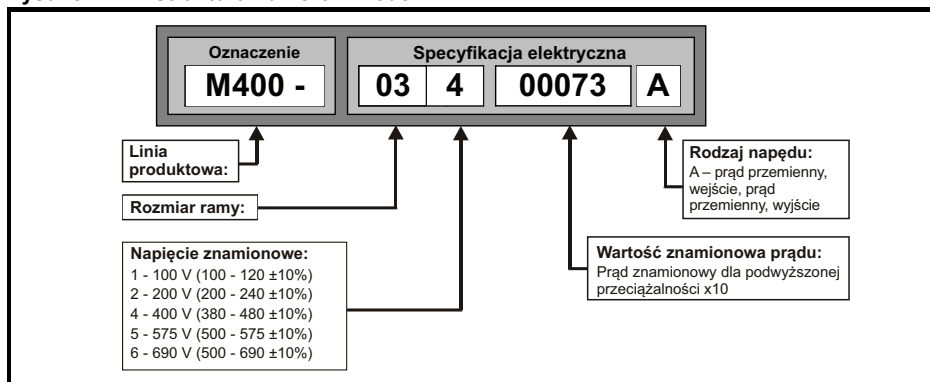 Oznaczenie
Specyfikacja elektryczna
M400 -
03 4 00073 A
Linia
produktowa:
Rozmiar ramy:
Napięcie znamionowe:
1 - 100 V (100 - 120 ±10%)
2 - 200 V (200 - 240 ±10%)
4 - 400 V (380 - 480 ±10%)
5 - 575 V (500 - 575 ±10%)
6 - 690 V (500 - 690 ±10%)
Rodzaj napędu:
A – prąd przemienny,
wejście, prąd
przemienny, wyjście
Wartość znamionowa prądu:
Prąd znamionowy dla podwyższonej
przeciążalności x10